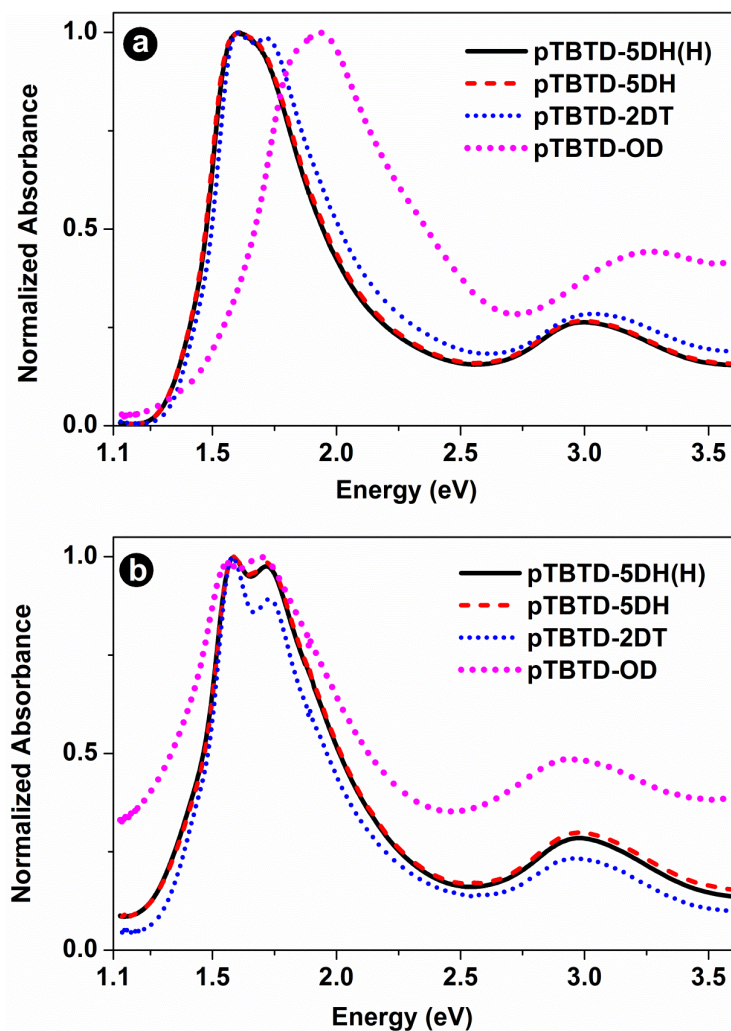 a
pTBTD-5DH(H)
pTBTD-5DH
pTBTD-2DT
pTBTD-OD
Normalized Absorbance
1.0
0.5
0.0
1.1 1.5 2.0 2.5 3.0 3.5
Energy (eV)
b
pTBTD-5DH(H)
pTBTD-5DH
pTBTD-2DT
pTBTD-OD
Normalized Absorbance
1.0
0.5
0.0
1.1 1.5 2.0 2.5 3.0 3.5
Energy (eV)